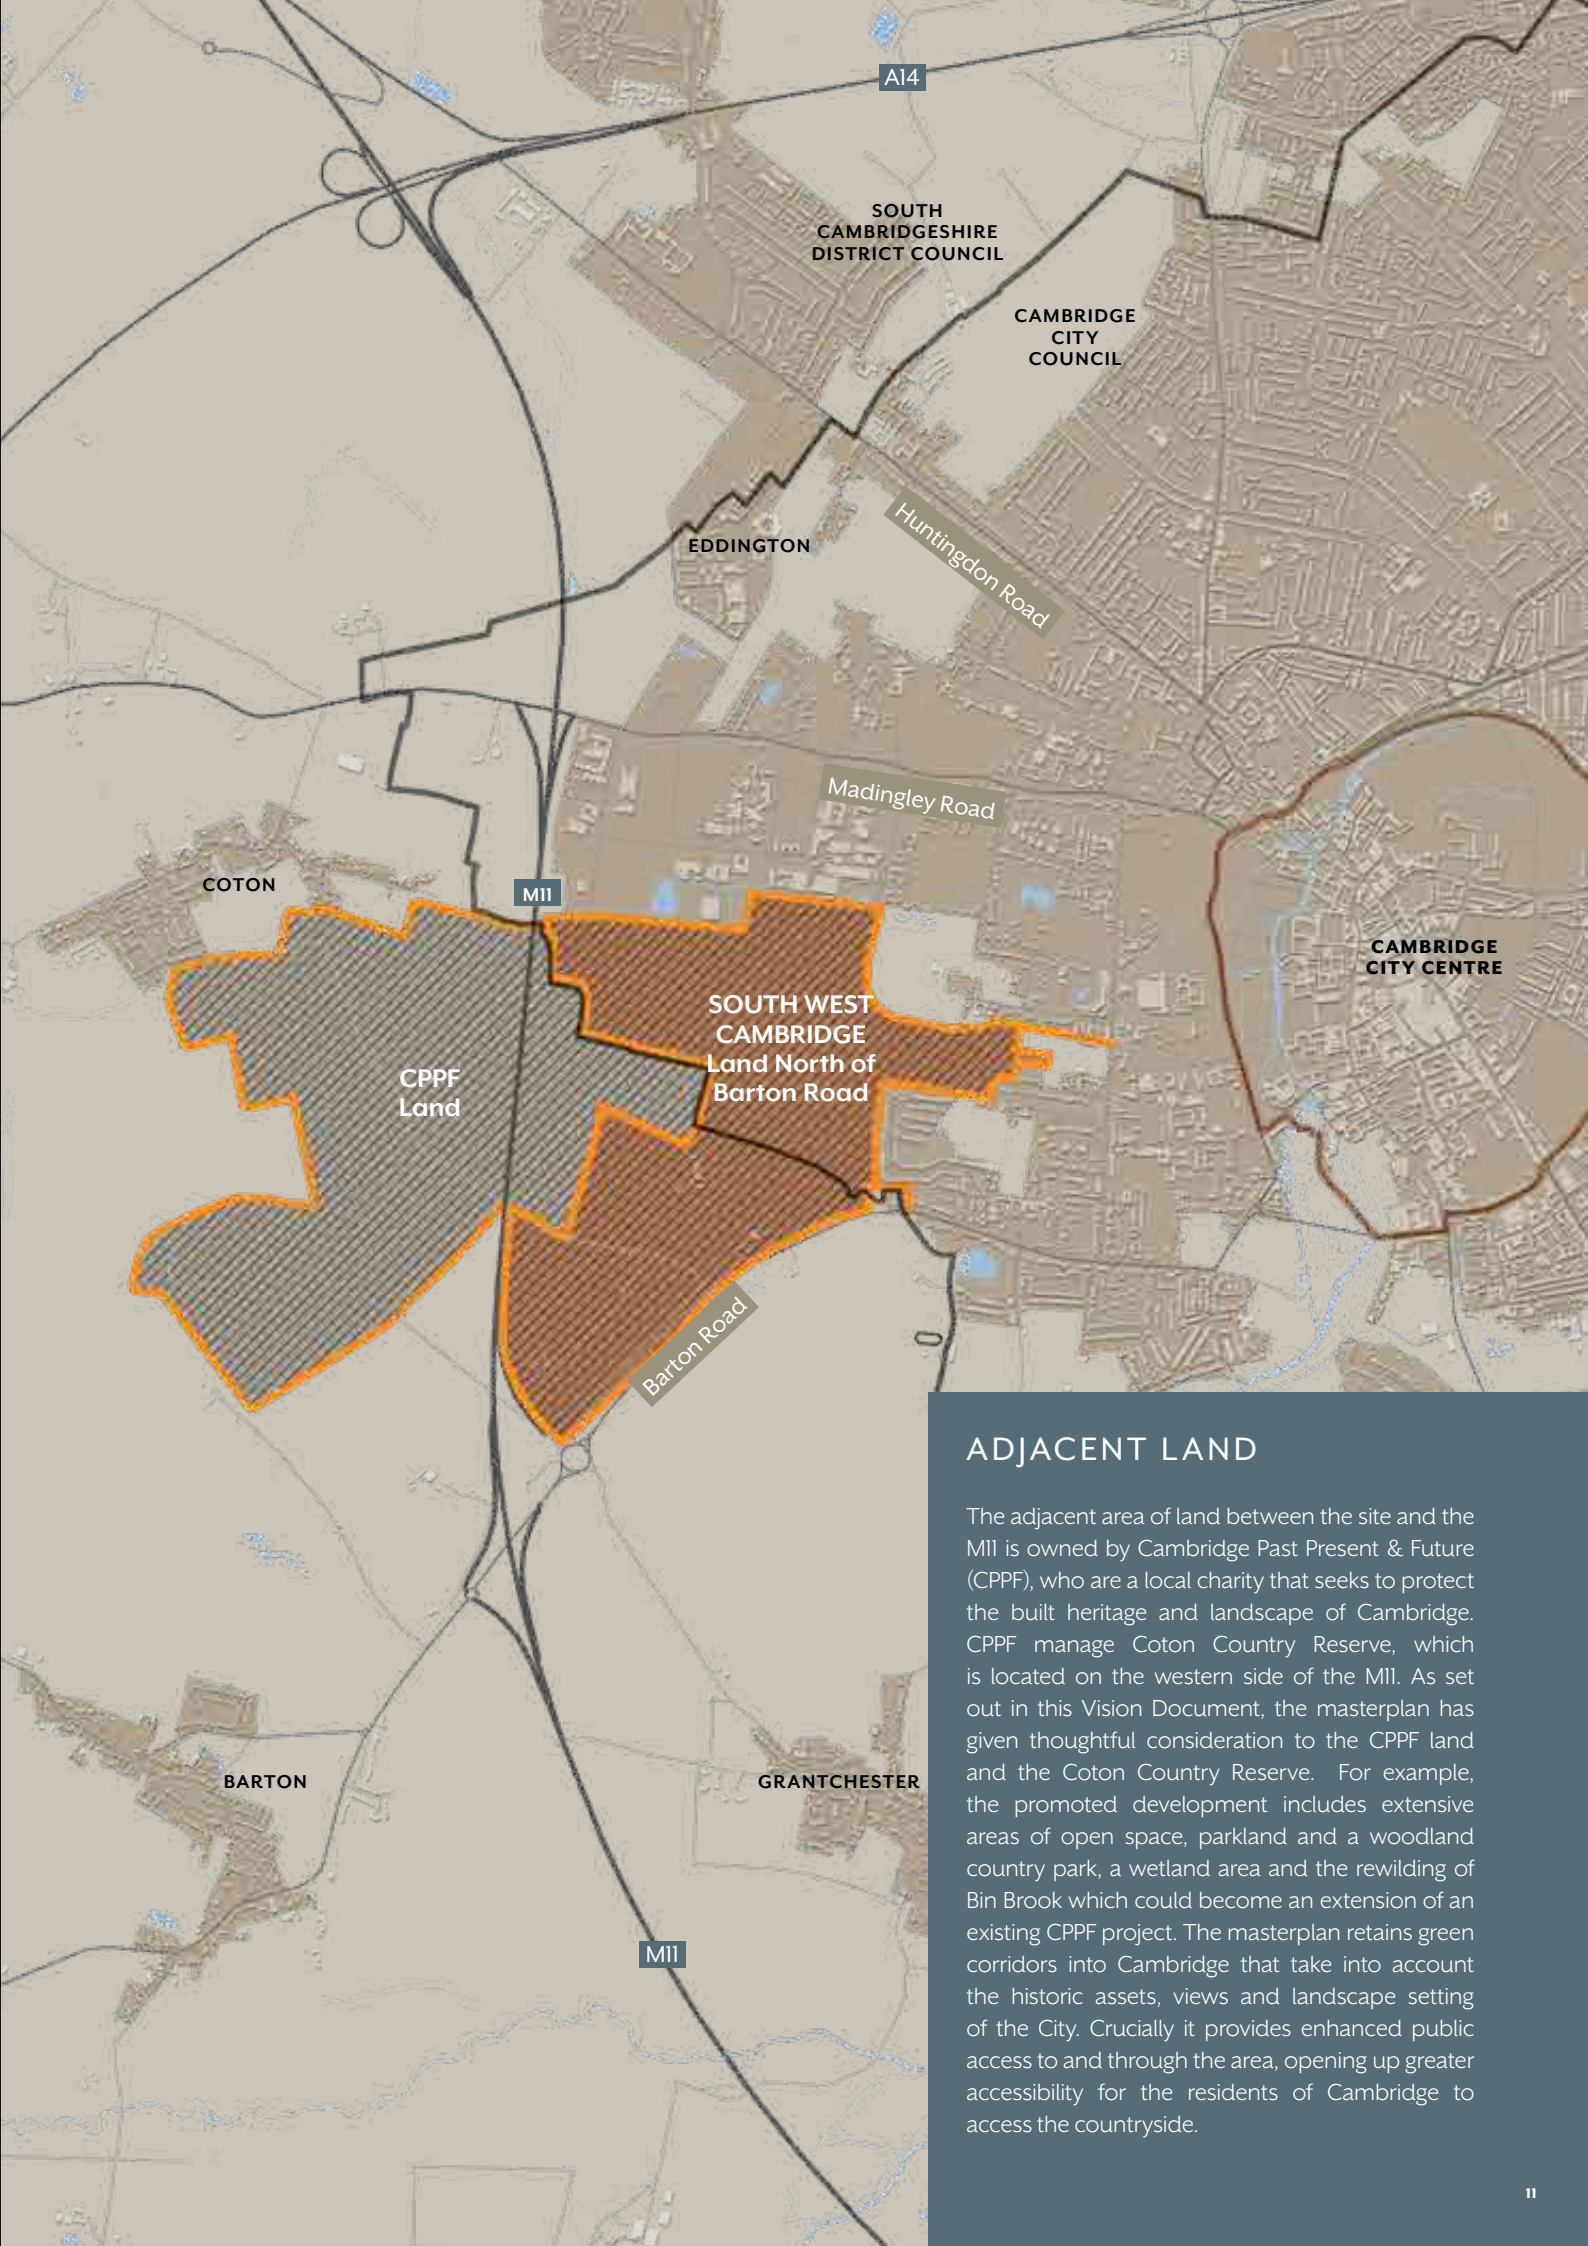 A14
SOUTH
CAMBRIDGESHIRE
DISTRICT COUNCIL
CAMBRIDGE
CITY
COUNCIL
Huntingdon Road
EDDINGTON
Madingley Road
COTON
M11
CAMBRIDGE
CITY CENTRE
SOUTH WEST
CAMBRIDGE
Land North of
Barton Road
CPPF
Land
Barton Road
BARTON
GRANTCHESTER
M11
ADJACENT LAND
The adjacent area of land between the site and the
M11 is owned by Cambridge Past Present & Future
(CPPF), who are a local charity that seeks to protect
the built heritage and landscape of Cambridge.
CPPF manage Coton Country Reserve, which
is located on the western side of the M11. As set
out in this Vision Document, the masterplan has
given thoughtful consideration to the CPPF land
and the Coton Country Reserve. For example,
the promoted development includes extensive
areas of open space, parkland and a woodland
country park, a wetland area and the rewilding of
Bin Brook which could become an extension of an
existing CPPF project. The masterplan retains green
corridors into Cambridge that take into account
the historic assets, views and landscape setting
of the City. Crucially it provides enhanced public
access to and through the area, opening up greater
accessibility for the residents of Cambridge to
access the countryside.
11